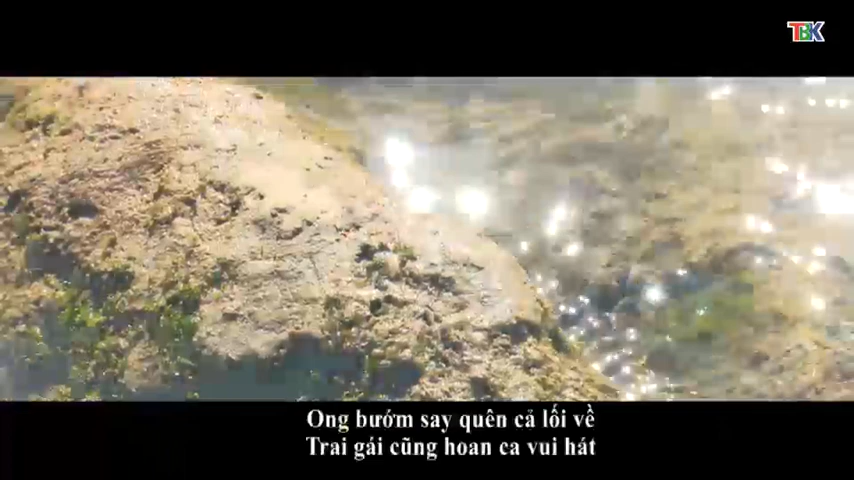 TBK
Ong bướm say quên cả lối về
Trai gái cũng hoan ca vui hát